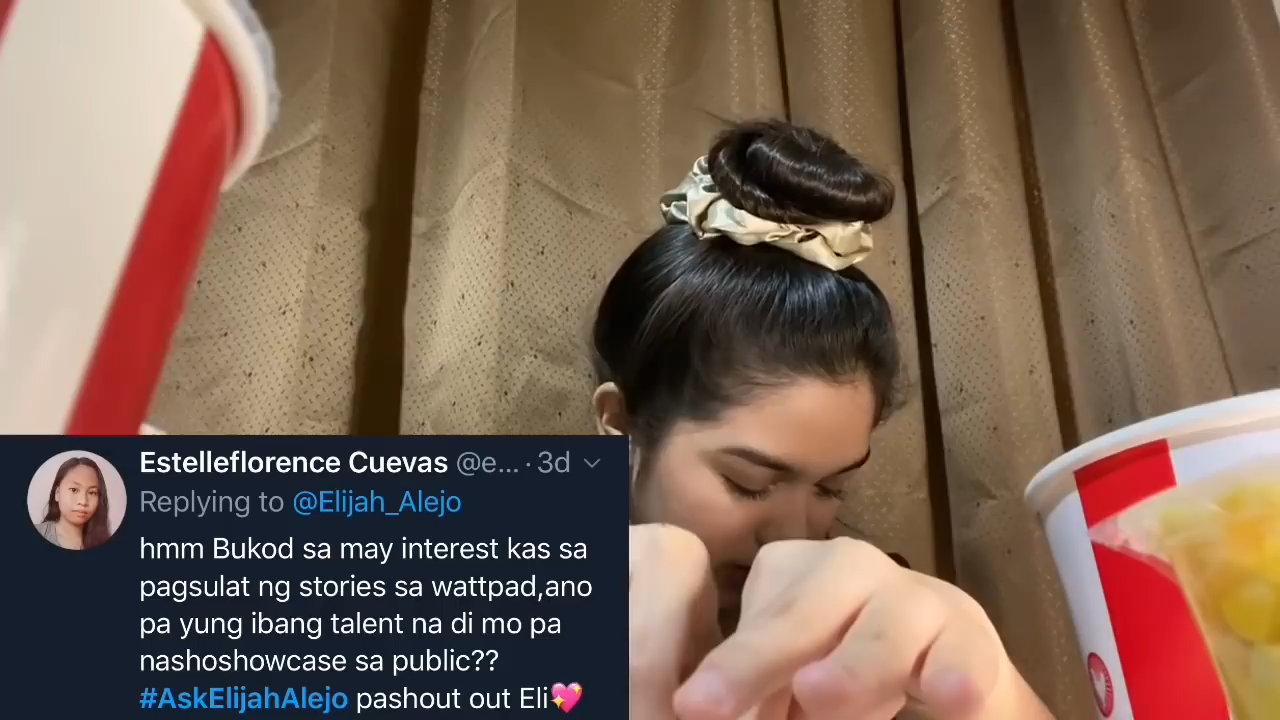 Estelleflorence Cuevas @e... · 3d
Replying to @Elijah_Alejo
hmm Bukod sa may interest kas sa
pagsulat ng stories sa wattpad,ano
pa yung ibang talent na di mo pa
nashoshowcase sa public??
#AskElijahAlejo pashout out Eli💖